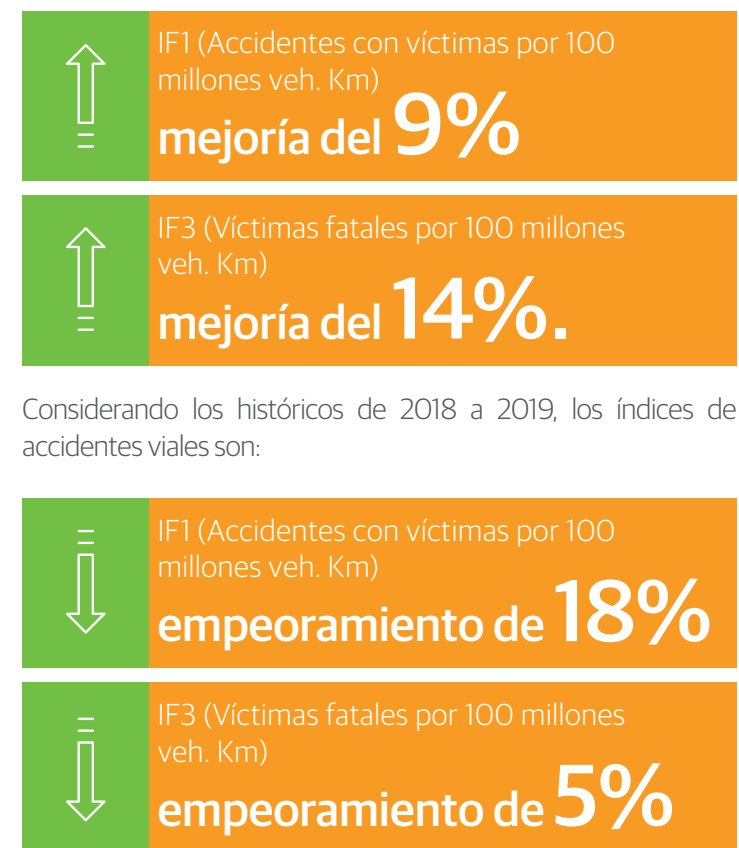 IF1 (Accidentes con víctimas por 100
millones veh. Km)
mejoría del 9%
IF3 (Víctimas fatales por 100 millones
veh. Km)
mejoría del 14%.
Considerando los históricos de 2018 a 2019, los índices de
accidentes viales son:
IF1 (Accidentes con víctimas por 100
millones veh. Km)
empeoramiento de 18%
IF3 (Víctimas fatales por 100 millones
veh. Km)
empeoramiento de 5%